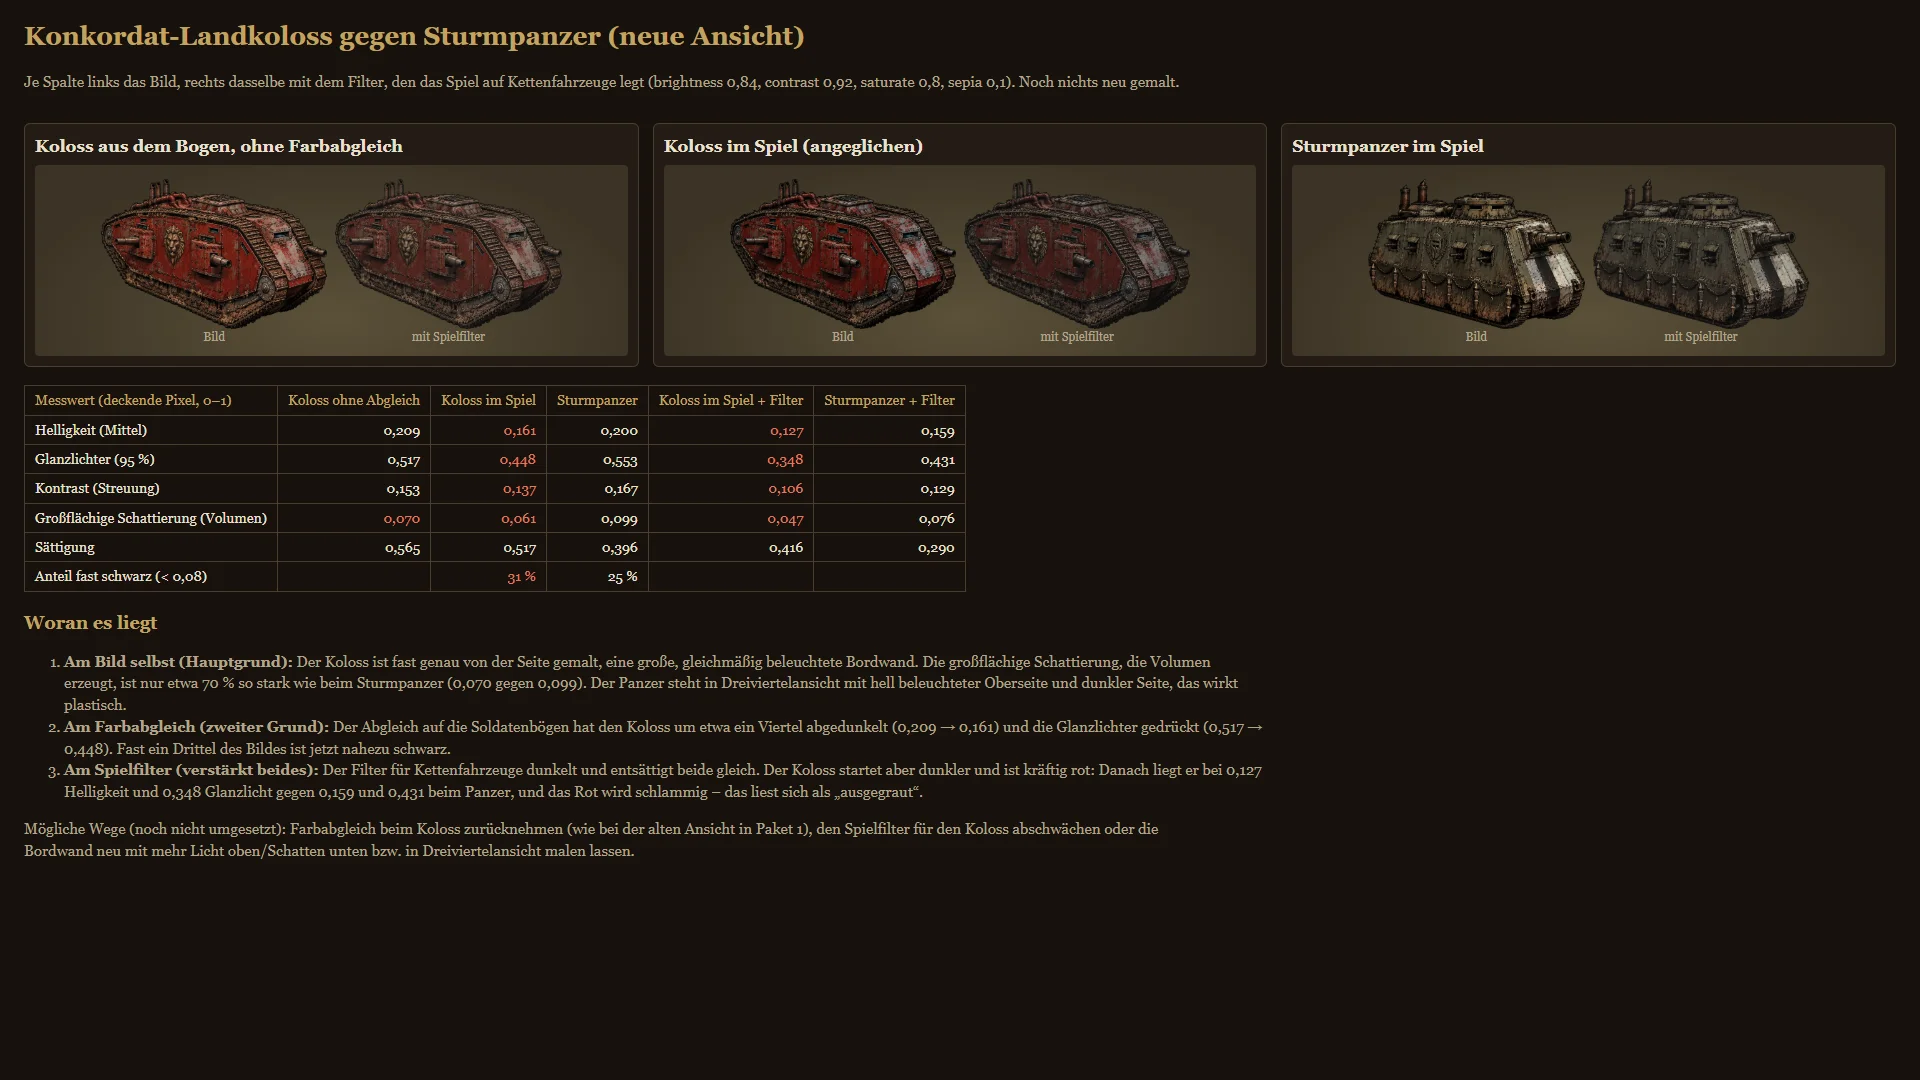 Konkordat-Landkoloss gegen Sturmpanzer (neue Ansicht)
Je Spalte links das Bild, rechts dasselbe mit dem Filter, den das Spiel auf Kettenfahrzeuge legt (brightness 0,84, contrast 0,92, saturate 0,8, sepia 0,1). Noch nichts neu gemalt.
Koloss aus dem Bogen, ohne Farbabgleich
Bild mit Spielfilter
Koloss im Spiel (angeglichen)
Bild mit Spielfilter
Sturmpanzer im Spiel
Bild mit Spielfilter
Messwert (deckende Pixel, 0–1) Koloss ohne Abgleich Koloss im Spiel Sturmpanzer Koloss im Spiel + Filter Sturmpanzer + Filter
Helligkeit (Mittel) 0,209 0,161 0,200 0,127 0,159
Glanzlichter (95 %) 0,517 0,448 0,553 0,348 0,431
Kontrast (Streuung) 0,153 0,137 0,167 0,106 0,129
Großflächige Schattierung (Volumen) 0,070 0,061 0,099 0,047 0,076
Sättigung 0,565 0,517 0,396 0,416 0,290
Anteil fast schwarz (< 0,08) 31 % 25 %
Woran es liegt
1. Am Bild selbst (Hauptgrund): Der Koloss ist fast genau von der Seite gemalt, eine große, gleichmäßig beleuchtete Bordwand. Die großflächige Schattierung, die Volumen
erzeugt, ist nur etwa 70 % so stark wie beim Sturmpanzer (0,070 gegen 0,099). Der Panzer steht in Dreiviertelansicht mit hell beleuchteter Oberseite und dunkler Seite, das wirkt
plastisch.
2. Am Farbabgleich (zweiter Grund): Der Abgleich auf die Soldatenbögen hat den Koloss um etwa ein Viertel abgedunkelt (0,209 → 0,161) und die Glanzlichter gedrückt (0,517 →
0,448). Fast ein Drittel des Bildes ist jetzt nahezu schwarz.
3. Am Spielfilter (verstärkt beides): Der Filter für Kettenfahrzeuge dunkelt und entsättigt beide gleich. Der Koloss startet aber dunkler und ist kräftig rot: Danach liegt er bei 0,127
Helligkeit und 0,348 Glanzlicht gegen 0,159 und 0,431 beim Panzer, und das Rot wird schlammig – das liest sich als „ausgegraut“.
Mögliche Wege (noch nicht umgesetzt): Farbabgleich beim Koloss zurücknehmen (wie bei der alten Ansicht in Paket 1), den Spielfilter für den Koloss abschwächen oder die
Bordwand neu mit mehr Licht oben/Schatten unten bzw. in Dreiviertelansicht malen lassen.